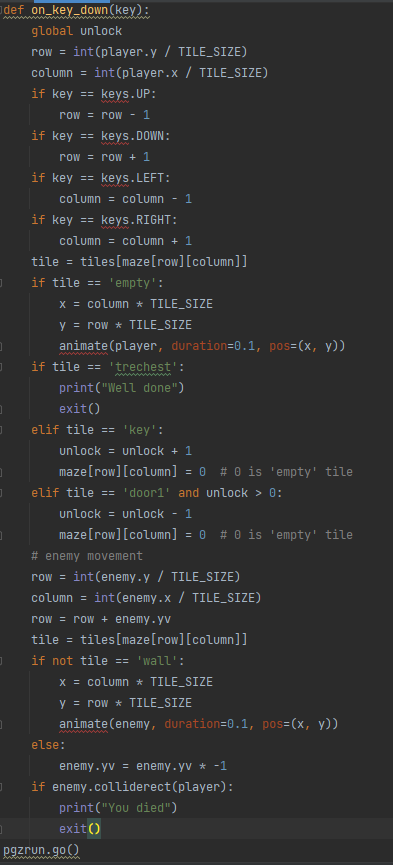 def on_key_down(key):
    global unlock
    row = int(player.y / TILE_SIZE)
    column = int(player.x / TILE_SIZE)
    if key == keys.UP:
        row = row - 1
    if key == keys.DOWN:
        row = row + 1
    if key == keys.LEFT:
        column = column - 1
    if key == keys.RIGHT:
        column = column + 1
    tile = tiles[maze[row][column]]
    if tile == 'empty':
        x = column * TILE_SIZE
        y = row * TILE_SIZE
        animate(player, duration=0.1, pos=(x, y))
    if tile == 'trechest':
        print("Well done")
        exit()
    elif tile == 'key':
        unlock = unlock + 1
        maze[row][column] = 0  # 0 is 'empty' tile
    elif tile == 'door1' and unlock > 0:
        unlock = unlock - 1
        maze[row][column] = 0  # 0 is 'empty' tile
    # enemy movement
    row = int(enemy.y / TILE_SIZE)
    column = int(enemy.x / TILE_SIZE)
    row = row + enemy.yv
    tile = tiles[maze[row][column]]
    if not tile == 'wall':
        x = column * TILE_SIZE
        y = row * TILE_SIZE
        animate(enemy, duration=0.1, pos=(x, y))
    else:
        enemy.yv = enemy.yv * -1
    if enemy.colliderect(player):
        print("You died")
        exit()
pgzrun.go()